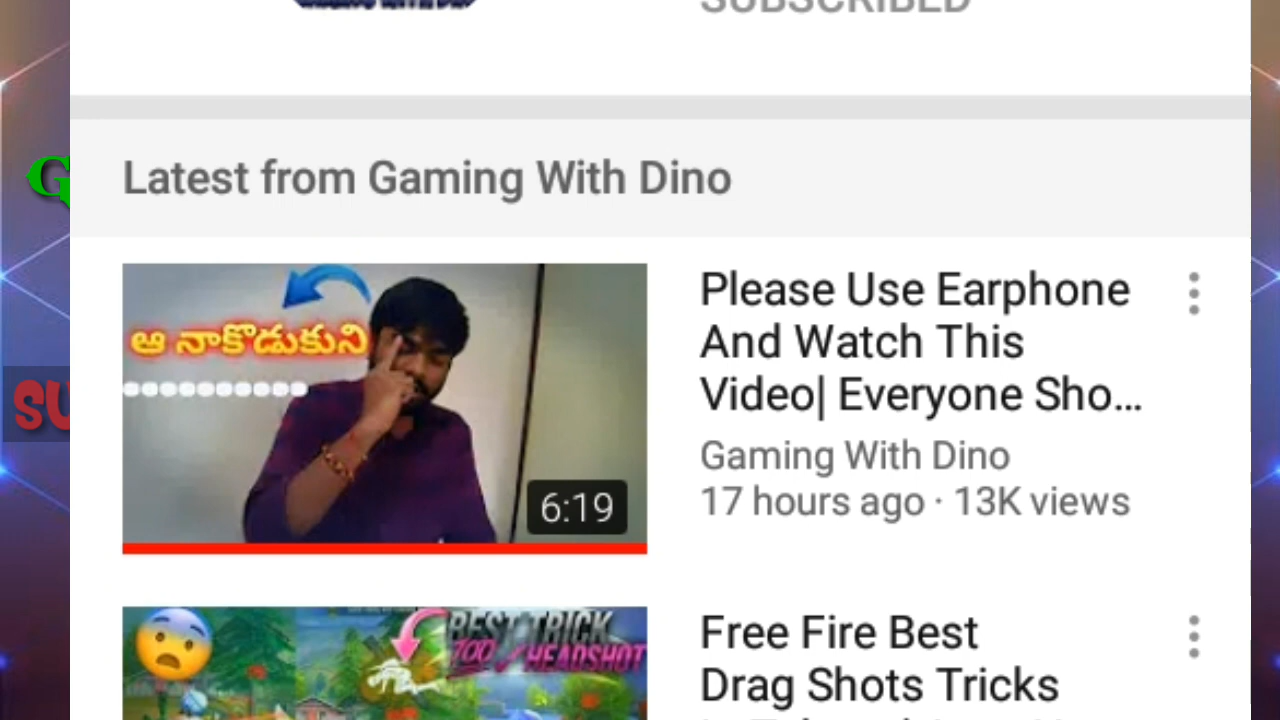 SUBSCRIBED
Latest from Gaming With Dino
ఆ నాకొడుకుని
Please Use Earphone
And Watch This
Video| Everyone Sho...
Gaming With Dino
17 hours ago · 13K views
6:19
BEST TRICK
HEADSHOT
Free Fire Best
Drag Shots Tricks
G
SU